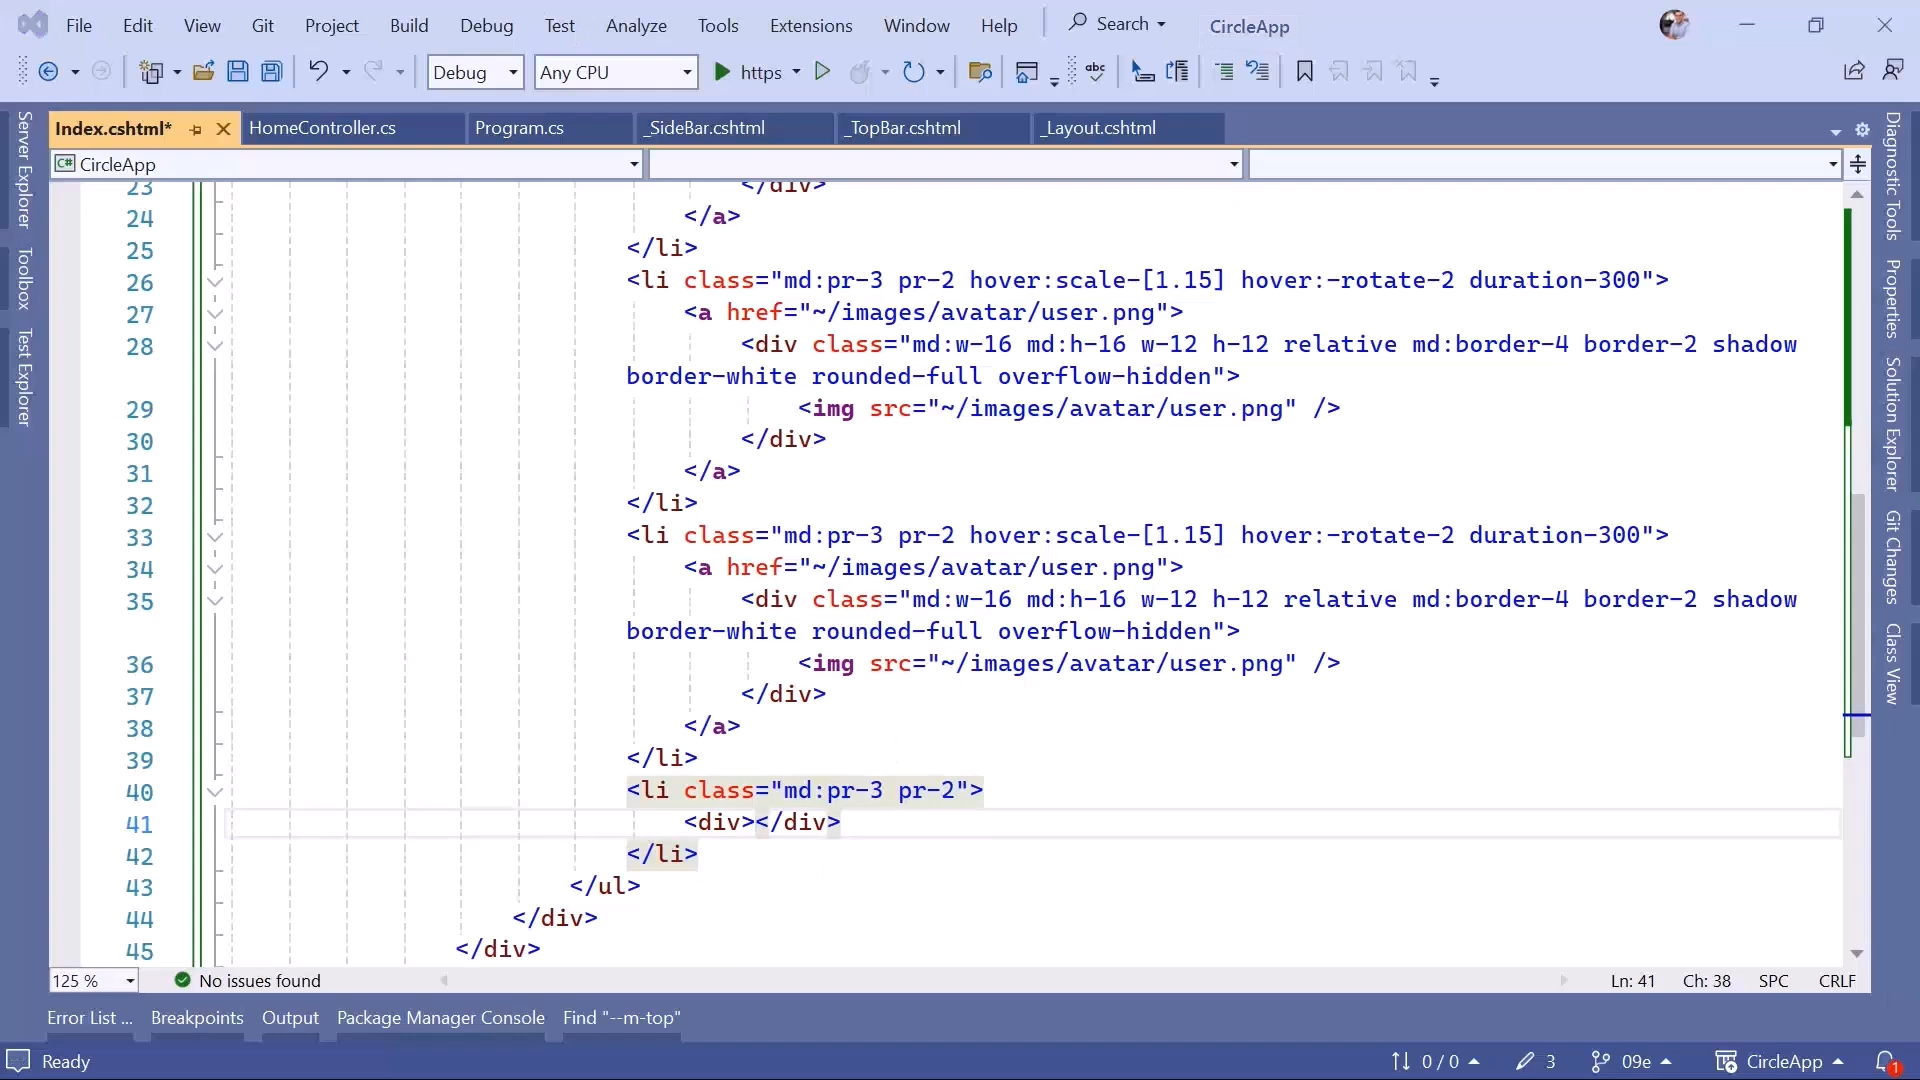 File Edit View Git Project Build Debug Test Analyze Tools Extensions Window Help Search CircleApp
Debug Any CPU https abc
Index.cshtml* HomeController.cs Program.cs _SideBar.cshtml _TopBar.cshtml _Layout.cshtml
C# CircleApp
Server Explorer
Toolbox
Test Explorer
23 </div>
24 </a>
25 </li>
26 <li class="md:pr-3 pr-2 hover:scale-[1.15] hover:-rotate-2 duration-300">
27 <a href="~/images/avatar/user.png">
28 <div class="md:w-16 md:h-16 w-12 h-12 relative md:border-4 border-2 shadow
border-white rounded-full overflow-hidden">
29 <img src="~/images/avatar/user.png" />
30 </div>
31 </a>
32 </li>
33 <li class="md:pr-3 pr-2 hover:scale-[1.15] hover:-rotate-2 duration-300">
34 <a href="~/images/avatar/user.png">
35 <div class="md:w-16 md:h-16 w-12 h-12 relative md:border-4 border-2 shadow
border-white rounded-full overflow-hidden">
36 <img src="~/images/avatar/user.png" />
37 </div>
38 </a>
39 </li>
40 <li class="md:pr-3 pr-2">
41 <div></div>
42 </li>
43 </ul>
44 </div>
45 </div>
Diagnostic Tools
Properties
Solution Explorer
Git Changes
Class View
125 % No issues found Ln: 41 Ch: 38 SPC CRLF
Error List ... Breakpoints Output Package Manager Console Find "--m-top"
Ready 0 / 0 3 09e CircleApp 1